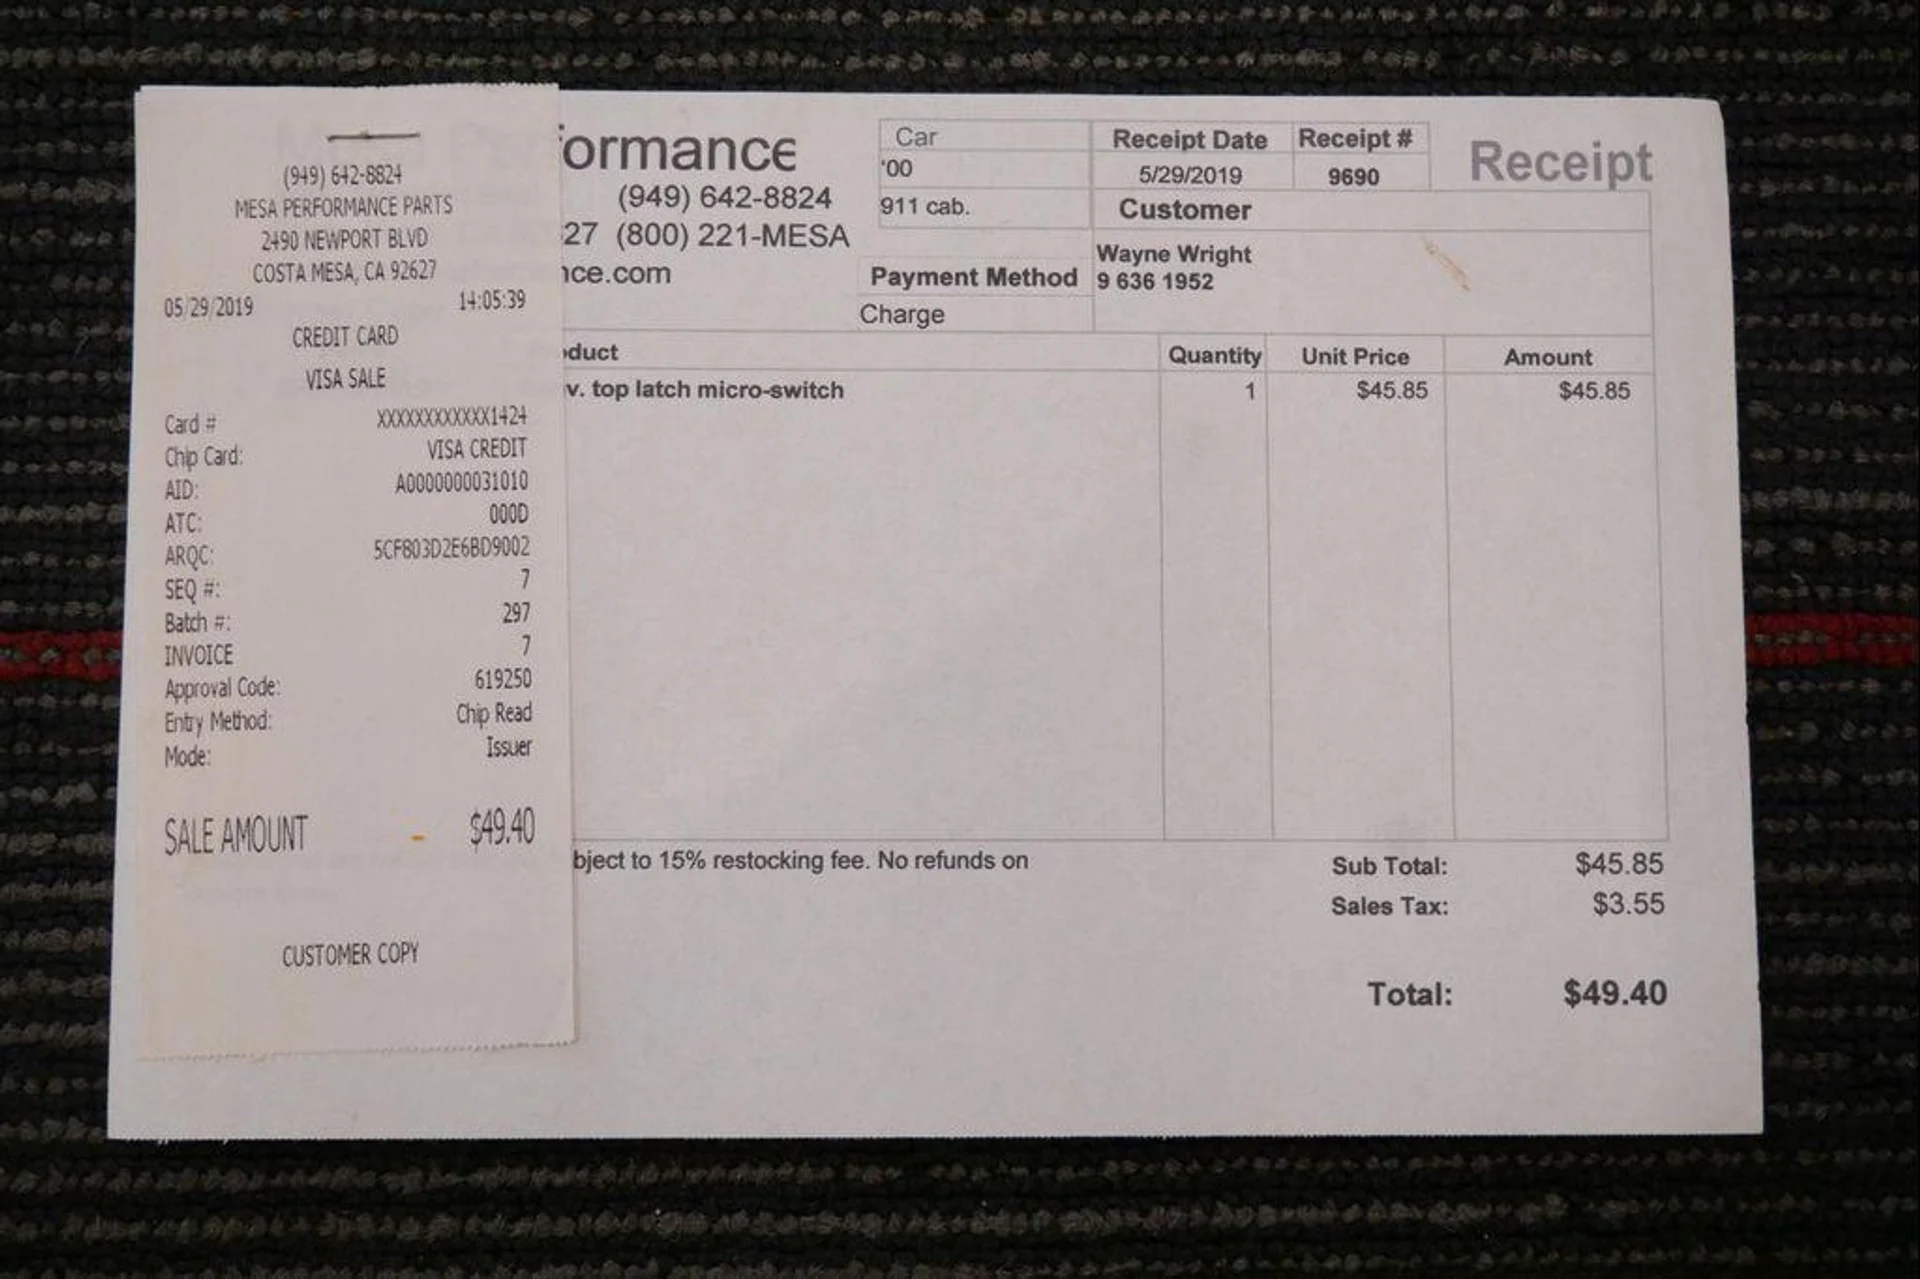 (949) 642-8824
MESA PERFORMANCE PARTS
2490 NEWPORT BLVD
COSTA MESA, CA 92627
05/29/2019 14:05:39
CREDIT CARD
VISA SALE
Card # XXXXXXXXXXXX1424
Chip Card: VISA CREDIT
AID: A0000000031010
ATC: 000D
ARQC: 5CF803D2E6BD9002
SEQ #: 7
Batch #: 297
INVOICE 7
Approval Code: 619250
Entry Method: Chip Read
Mode: Issuer
SALE AMOUNT $49.40
CUSTOMER COPY
ormance
(949) 642-8824
27 (800) 221-MESA
nce.com
Car
'00
911 cab.
Receipt Date Receipt #
5/29/2019 9690
Receipt
Customer
Wayne Wright
9 636 1952
Payment Method
Charge
duct Quantity Unit Price Amount
v. top latch micro-switch 1 $45.85 $45.85
bject to 15% restocking fee. No refunds on
Sub Total: $45.85
Sales Tax: $3.55
Total: $49.40